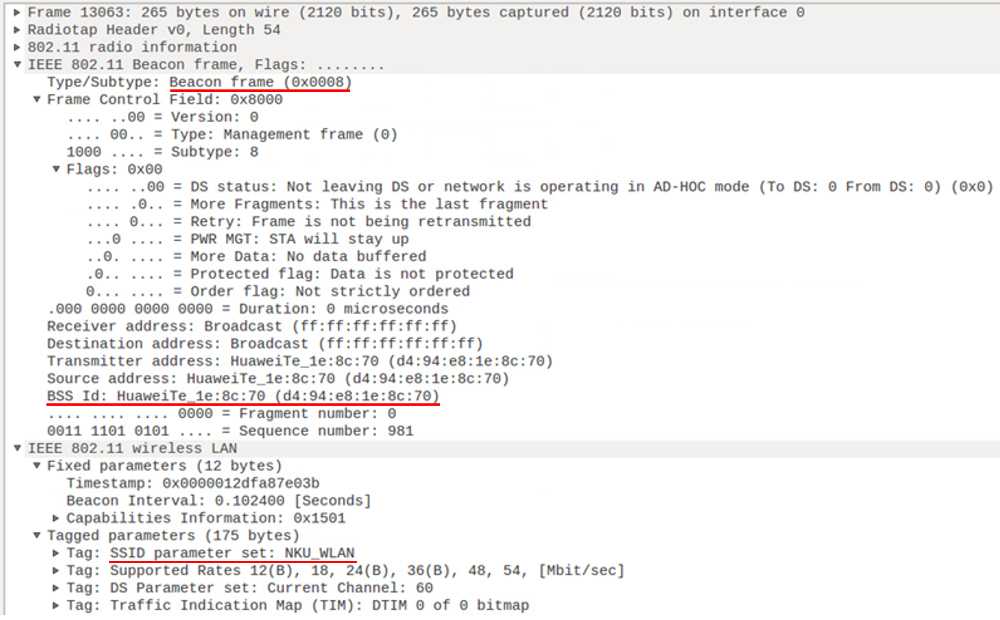 Frame 13063: 265 bytes on wire (2120 bits), 265 bytes captured (2120 bits) on interface 0
Radiotap Header v0, Length 54
802.11 radio information
IEEE 802.11 Beacon frame, Flags: ........
Type/Subtype: Beacon frame (0x0008)
Frame Control Field: 0x8000
.... ..00 = Version: 0
.... 00.. = Type: Management frame (0)
1000 .... = Subtype: 8
Flags: 0x00
.... ..00 = DS status: Not leaving DS or network is operating in AD-HOC mode (To DS: 0 From DS: 0) (0x0)
.... .0.. = More Fragments: This is the last fragment
.... 0... = Retry: Frame is not being retransmitted
...0 .... = PWR MGT: STA will stay up
..0. .... = More Data: No data buffered
.0.. .... = Protected flag: Data is not protected
0... .... = Order flag: Not strictly ordered
.000 0000 0000 0000 = Duration: 0 microseconds
Receiver address: Broadcast (ff:ff:ff:ff:ff:ff)
Destination address: Broadcast (ff:ff:ff:ff:ff:ff)
Transmitter address: HuaweiTe_1e:8c:70 (d4:94:e8:1e:8c:70)
Source address: HuaweiTe_1e:8c:70 (d4:94:e8:1e:8c:70)
BSS Id: HuaweiTe_1e:8c:70 (d4:94:e8:1e:8c:70)
.... .... .... 0000 = Fragment number: 0
0011 1101 0101 .... = Sequence number: 981
IEEE 802.11 wireless LAN
Fixed parameters (12 bytes)
Timestamp: 0x0000012dfa87e03b
Beacon Interval: 0.102400 [Seconds]
Capabilities Information: 0x1501
Tagged parameters (175 bytes)
Tag: SSID parameter set: NKU_WLAN
Tag: Supported Rates 12(B), 18, 24(B), 36(B), 48, 54, [Mbit/sec]
Tag: DS Parameter set: Current Channel: 60
Tag: Traffic Indication Map (TIM): DTIM 0 of 0 bitmap